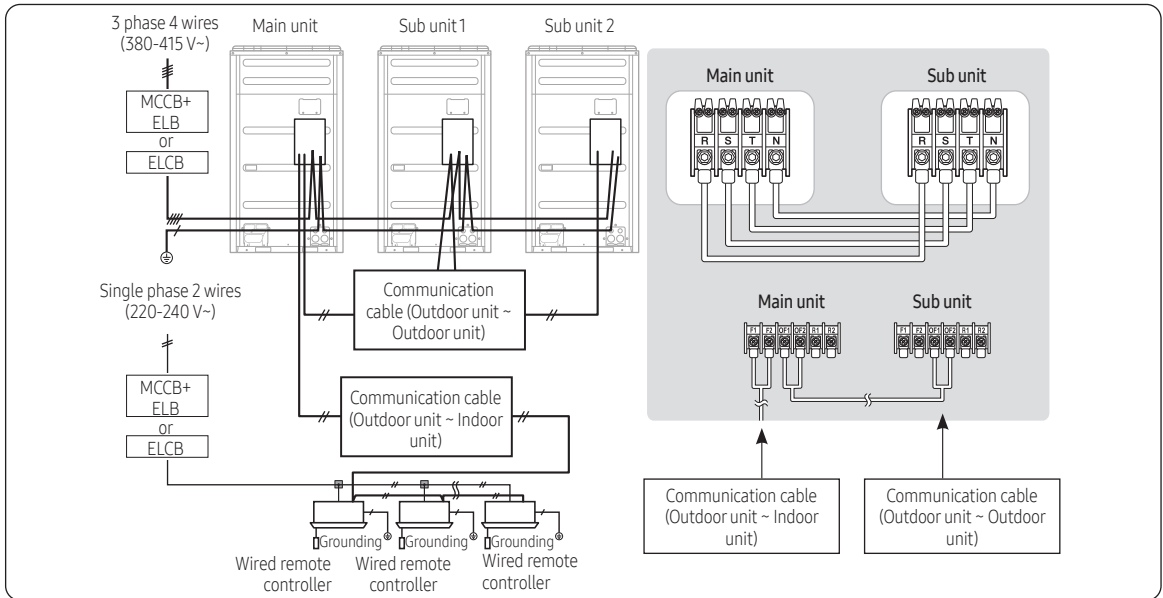 3 phase 4 wires
(380-415 V~)
Main unit
Sub unit 1
Sub unit 2
MCCB+
ELB
or
ELCB
Single phase 2 wires
(220-240 V~)
MCCB+
ELB
or
ELCB
Communication
cable (Outdoor unit ~
Outdoor unit)
Communication cable
(Outdoor unit ~ Indoor
unit)
Grounding
Grounding
Grounding
Wired remote
controller
Wired remote
controller
Wired remote
controller
Main unit
Sub unit
R S T N
R S T N
Main unit
Sub unit
F1 F2 OF1 OF2 R1 R2
F1 F2 OF1 OF2 R1 R2
Communication cable
(Outdoor unit ~ Indoor
unit)
Communication cable
(Outdoor unit ~ Outdoor
unit)